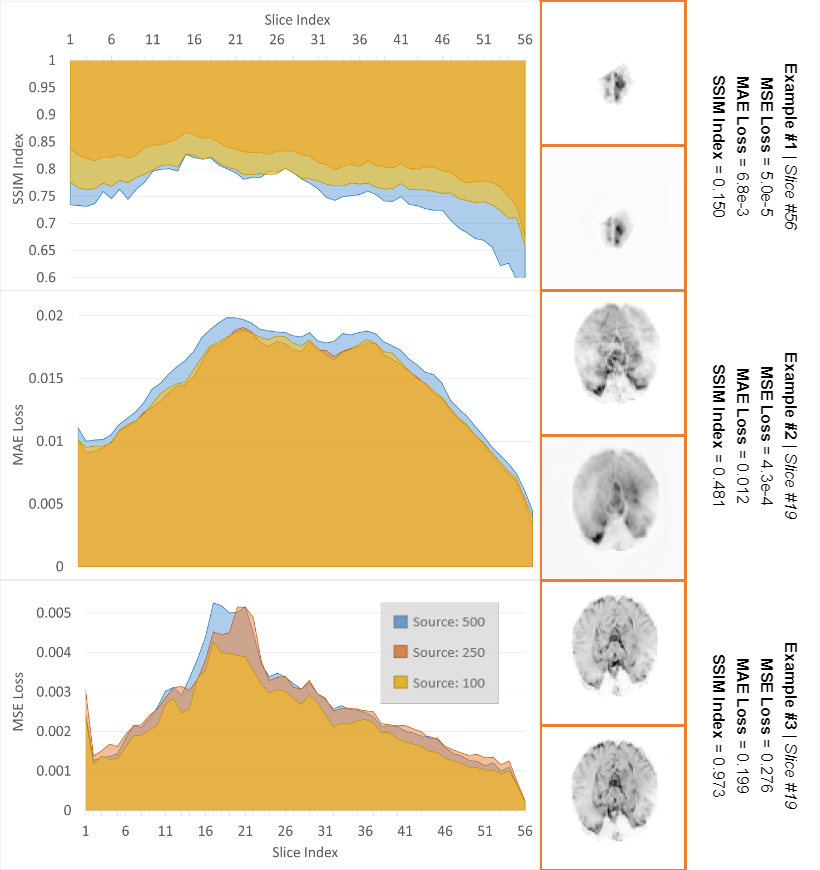 Slice Index
1 6 11 16 21 26 31 36 41 46 51 56
1
0.95
0.9
0.85
0.8
0.75
0.7
0.65
0.6
SSIM Index
0.02
0.015
0.01
0.005
0
MAE Loss
0.005
0.004
0.003
0.002
0.001
0
MSE Loss
Source: 500
Source: 250
Source: 100
1 6 11 16 21 26 31 36 41 46 51 56
Slice Index
Example #1 | Slice #56
MSE Loss = 5.0e-5
MAE Loss = 6.8e-3
SSIM Index = 0.150
Example #2 | Slice #19
MSE Loss = 4.3e-4
MAE Loss = 0.012
SSIM Index = 0.481
Example #3 | Slice #19
MSE Loss = 0.276
MAE Loss = 0.199
SSIM Index = 0.973